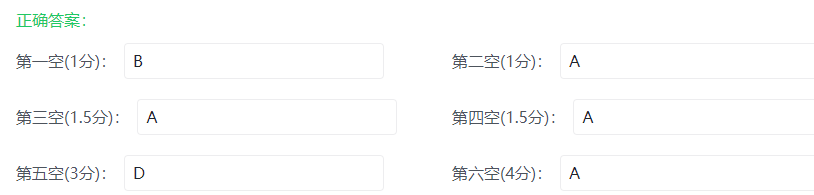 正确答案：
第一空(1分)： B 第二空(1分)： A
第三空(1.5分)： A 第四空(1.5分)： A
第五空(3分)： D 第六空(4分)： A